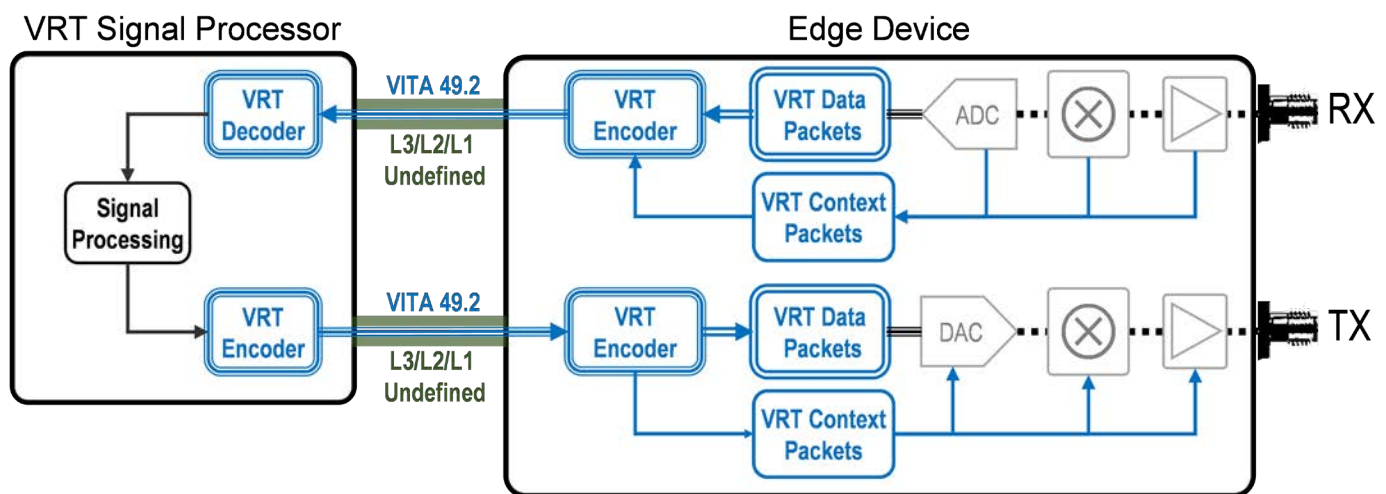 VRT Signal Processor
Edge Device
VRT
Decoder
VITA 49.2
L3/L2/L1
Undefined
VRT
Encoder
VRT Data
Packets
ADC
RX
Signal
Processing
VRT Context
Packets
VRT
Encoder
VITA 49.2
L3/L2/L1
Undefined
VRT
Encoder
VRT Data
Packets
DAC
TX
VRT Context
Packets